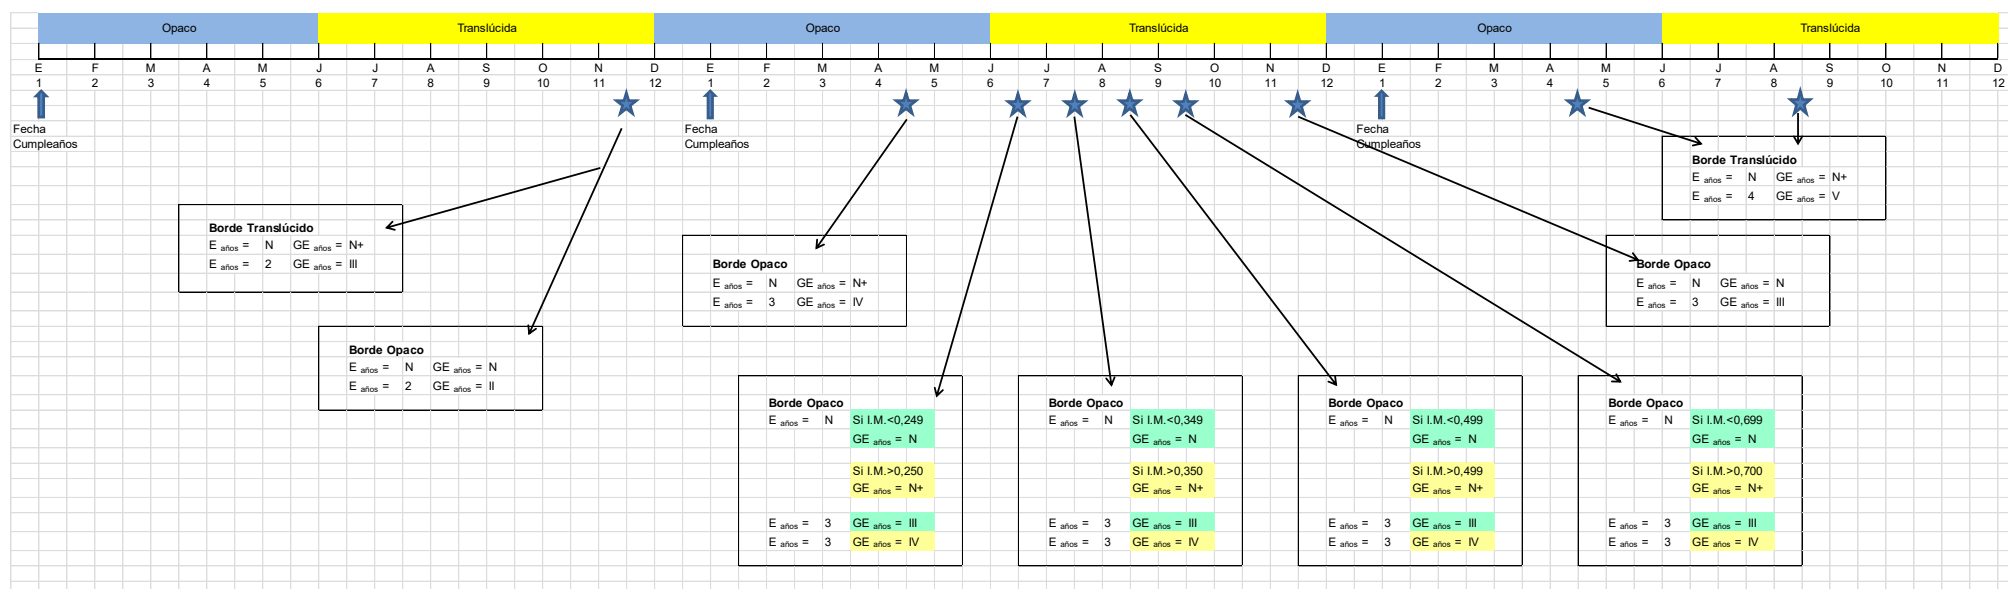 Opaco Translúcida Opaco Translúcida Opaco Translúcida
E F M A M J J A S O N D E F M A M J J A S O N D E F M A M J J A S O N D
1 2 3 4 5 6 7 8 9 10 11 12 1 2 3 4 5 6 7 8 9 10 11 12 1 2 3 4 5 6 7 8 9 10 11 12
Fecha
Cumpleaños
Fecha
Cumpleaños
Fecha
Cumpleaños
Borde Translúcido
E años = N GE años = N+
E años = 4 GE años = V
Borde Translúcido
E años = N GE años = N+
E años = 2 GE años = III
Borde Opaco
E años = N GE años = N+
E años = 3 GE años = IV
Borde Opaco
E años = N GE años = N
E años = 3 GE años = III
Borde Opaco
E años = N GE años = N
E años = 2 GE años = II
Borde Opaco
E años = N Si I.M.<0,249
GE años = N
Si I.M.>0,250
GE años = N+
E años = 3 GE años = III
E años = 3 GE años = IV
Borde Opaco
E años = N Si I.M.<0,349
GE años = N
Si I.M.>0,350
GE años = N+
E años = 3 GE años = III
E años = 3 GE años = IV
Borde Opaco
E años = N Si I.M.<0,499
GE años = N
Si I.M.>0,499
GE años = N+
E años = 3 GE años = III
E años = 3 GE años = IV
Borde Opaco
E años = N Si I.M.<0,699
GE años = N
Si I.M.>0,700
GE años = N+
E años = 3 GE años = III
E años = 3 GE años = IV